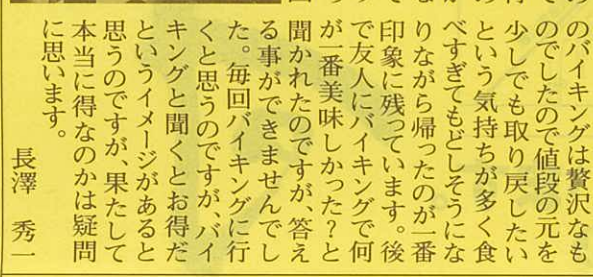 のバイキングは贅沢なも
のでしたので値段の元を
少しでも取り戻したい
という気持ちが多く食
べすぎてもどしそうにな
りながら帰ったのが一番
印象に残っています。後
で友人にバイキングで何
が一番美味しかった？と
聞かれたのですが、答え
る事ができませんでし
た。毎回バイキングに行
くと思うのですが、バイ
キングと聞くとお得だ
というイメージがあると
思うのですが、果たして
本当に得なのかは疑問
に思います。
長澤 秀一